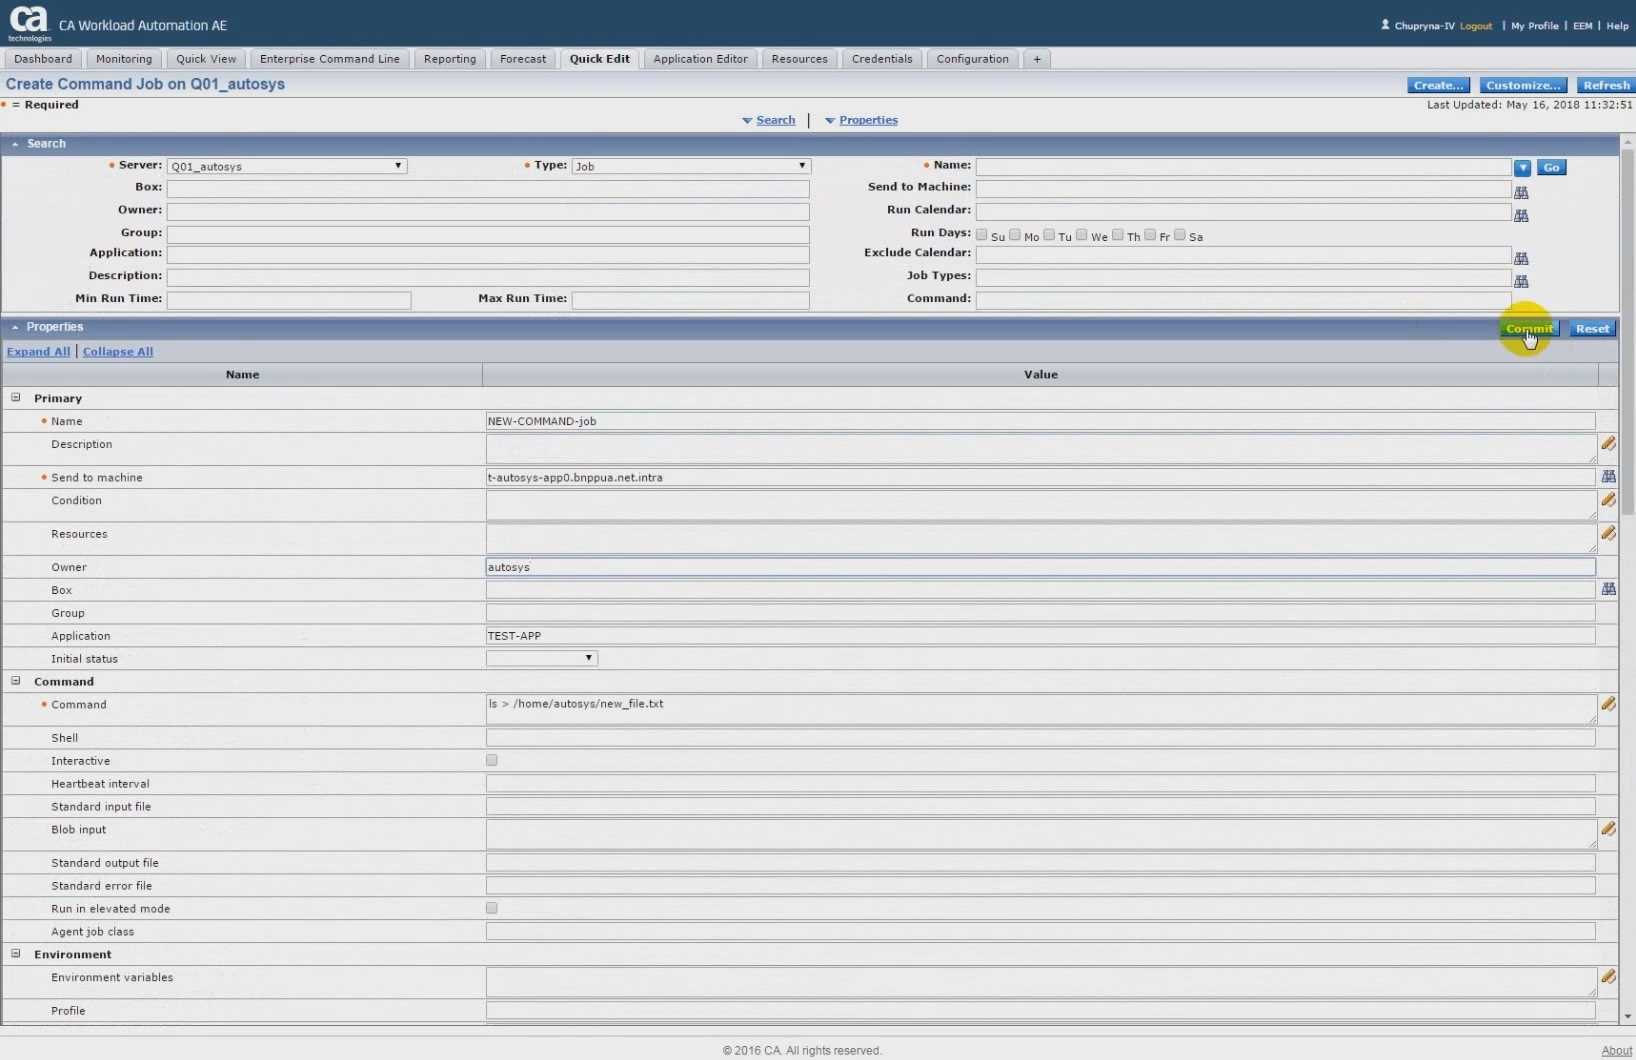 ca
technologies
CA Workload Automation AE
Chupryna-IV Logout | My Profile | EEM | Help
Dashboard Monitoring Quick View Enterprise Command Line Reporting Forecast Quick Edit Application Editor Resources Credentials Configuration +
Create Command Job on Q01_autosys
Create... Customize... Refresh
= Required
Last Updated: May 16, 2018 11:32:51
Search | Properties
Search
Server: Q01_autosys Type: Job Name: Go
Box: Send to Machine:
Owner: Run Calendar:
Group: Run Days: Su Mo Tu We Th Fr Sa
Application: Exclude Calendar:
Description: Job Types:
Min Run Time: Max Run Time: Command:
Properties Commit Reset
Expand All | Collapse All
Name Value
Primary
Name NEW-COMMAND-job
Description
Send to machine t-autosys-app0.bnppua.net.intra
Condition
Resources
Owner autosys
Box
Group
Application TEST-APP
Initial status
Command
Command ls > /home/autosys/new_file.txt
Shell
Interactive
Heartbeat interval
Standard input file
Blob input
Standard output file
Standard error file
Run in elevated mode
Agent job class
Environment
Environment variables
Profile
© 2016 CA. All rights reserved.
About